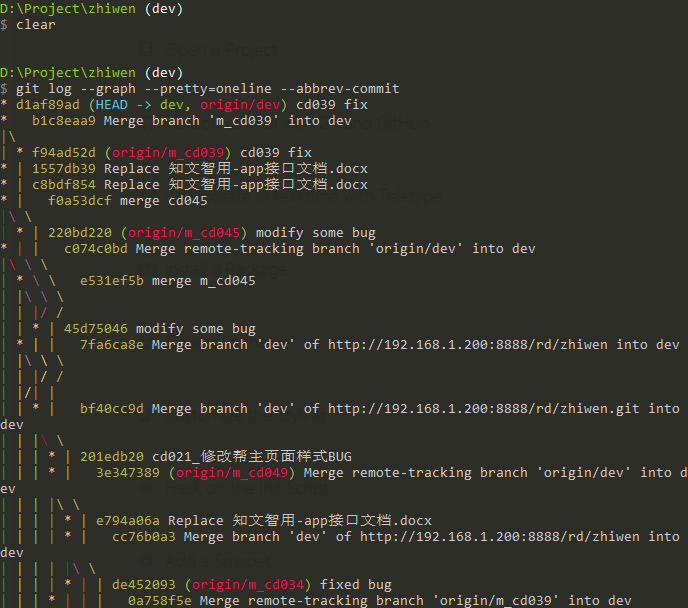 D:\Project\zhiwen (dev)
$ clear
D:\Project\zhiwen (dev)
$ git log --graph --pretty=oneline --abbrev-commit
* d1af89ad (HEAD -> dev, origin/dev) cd039 fix
*   b1c8eaa9 Merge branch 'm_cd039' into dev
|\
| * f94ad52d (origin/m_cd039) cd039 fix
* | 1557db39 Replace 知文智用-app接口文档.docx
* | c8bdf854 Replace 知文智用-app接口文档.docx
* |   f0a53dcf merge cd045
|\ \
| * | 220bd220 (origin/m_cd045) modify some bug
* | |   c074c0bd Merge remote-tracking branch 'origin/dev' into dev
|\ \ \
| * \ \   e531ef5b merge m_cd045
| |\ \ \
| | |/ /
| | * | 45d75046 modify some bug
| * | |   7fa6ca8e Merge branch 'dev' of http://192.168.1.200:8888/rd/zhiwen into dev
| |\ \ \
| | |/ /
| |/| |
| | * |   bf40cc9d Merge branch 'dev' of http://192.168.1.200:8888/rd/zhiwen.git into
dev
| | |\ \
| | | * | 201edb20 cd021_修改帮主页面样式BUG
| | | * |   3e347389 (origin/m_cd049) Merge remote-tracking branch 'origin/dev' into d
ev
| | | |\ \
| | | | * | e794a06a Replace 知文智用-app接口文档.docx
| | | | * |   cc76b0a3 Merge branch 'dev' of http://192.168.1.200:8888/rd/zhiwen into
dev
| | | | |\ \
| | | | * | | de452093 (origin/m_cd034) fixed bug
| | | * | | |   0a758f5e Merge remote-tracking branch 'origin/m_cd039' into dev